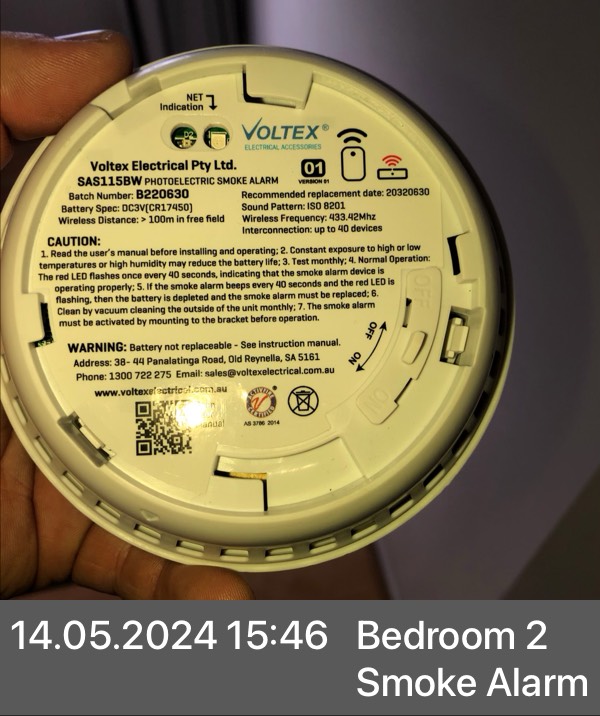 NET
Indication
D2
VOLTEX®
ELECTRICAL ACCESSORIES
Voltex Electrical Pty Ltd.
SAS115BW PHOTOELECTRIC SMOKE ALARM
01
VERSION 01
Batch Number: B220630
Battery Spec: DC3V(CR17450)
Wireless Distance: > 100m in free field
Recommended replacement date: 20320630
Sound Pattern: ISO 8201
Wireless Frequency: 433.42Mhz
Interconnection: up to 40 devices
CAUTION:
1. Read the user's manual before installing and operating; 2. Constant exposure to high or low
temperatures or high humidity may reduce the battery life; 3. Test monthly; 4. Normal Operation:
The red LED flashes once every 40 seconds, indicating that the smoke alarm device is
operating properly; 5. If the smoke alarm beeps every 40 seconds and the red LED is
flashing, then the battery is depleted and the smoke alarm must be replaced; 6.
Clean by vacuum cleaning the outside of the unit monthly; 7. The smoke alarm
must be activated by mounting to the bracket before operation.
OFF
ON
OFF
ON
WARNING: Battery not replaceable - See instruction manual.
Address: 38- 44 Panalatinga Road, Old Reynella, SA 5161
Phone: 1300 722 275 Email: sales@voltexelectrical.com.au
www.voltexelectrical.com.au
AS 3786 2014
14.05.2024 15:46 Bedroom 2
Smoke Alarm